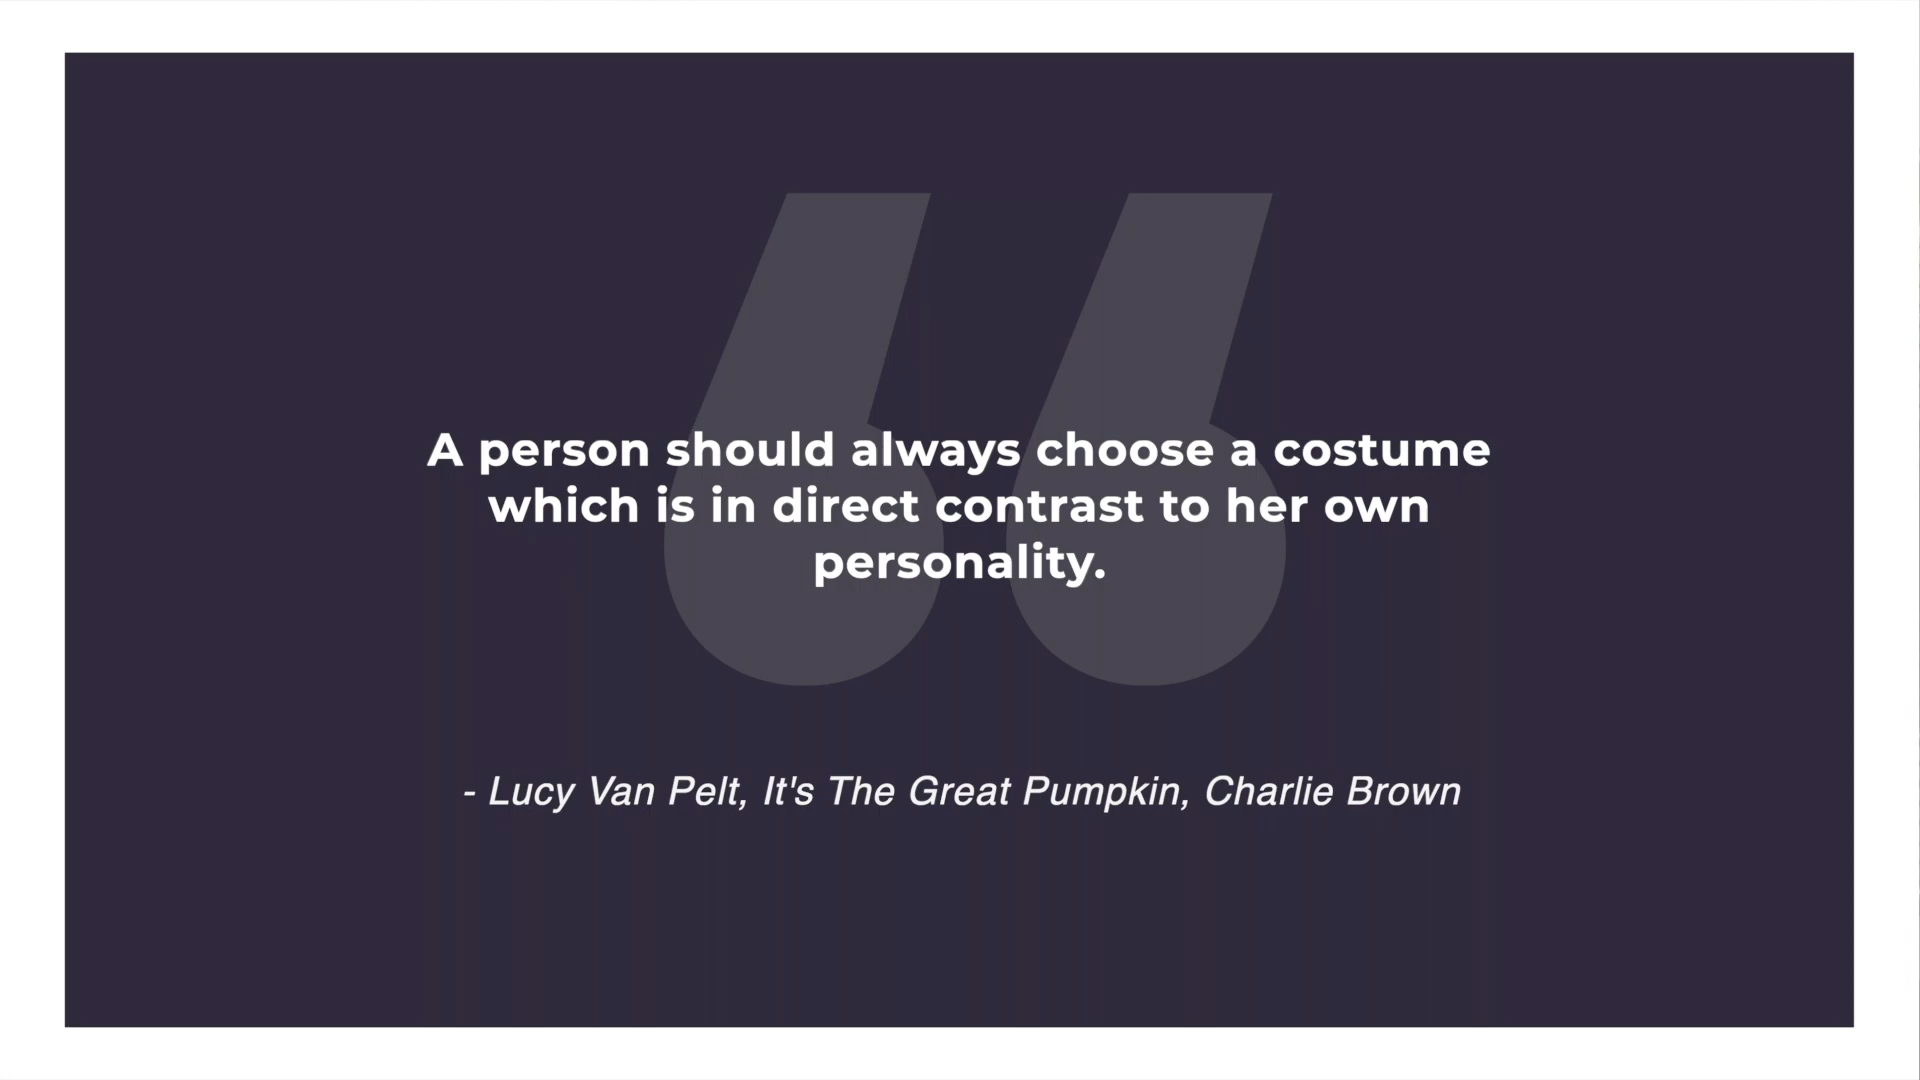 A person should always choose a costume
which is in direct contrast to her own
personality.
- Lucy Van Pelt, It's The Great Pumpkin, Charlie Brown